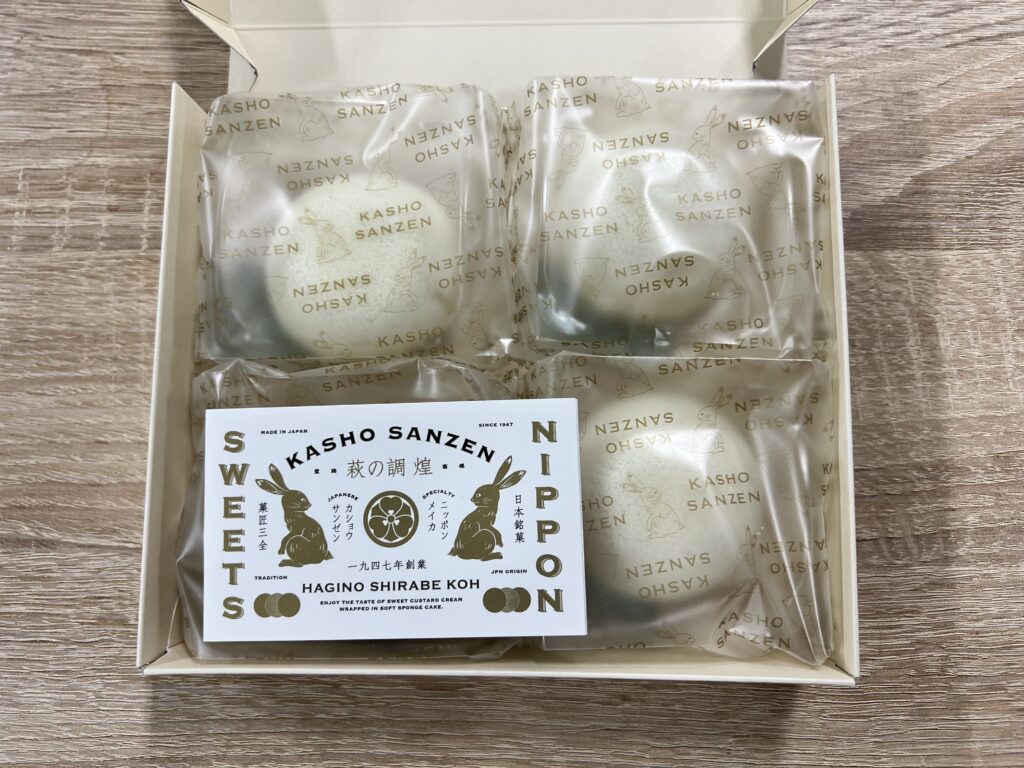 KASHO SANZEN
KASHO SANZEN
KASHO SANZEN
KASHO SANZEN
MADE IN JAPAN
SINCE 1947
KASHO SANZEN
萩の調 煌
SWEETS
NIPPON
菓匠三全
JAPANESE
カショウ
サンゼン
SPECIALTY
ニッポン
メイカ
日本銘菓
一九四七年創業
TRADITION
JPN ORIGIN
HAGINO SHIRABE KOH
ENJOY THE TASTE OF SWEET CUSTARD CREAM
WRAPPED IN SOFT SPONGE CAKE.